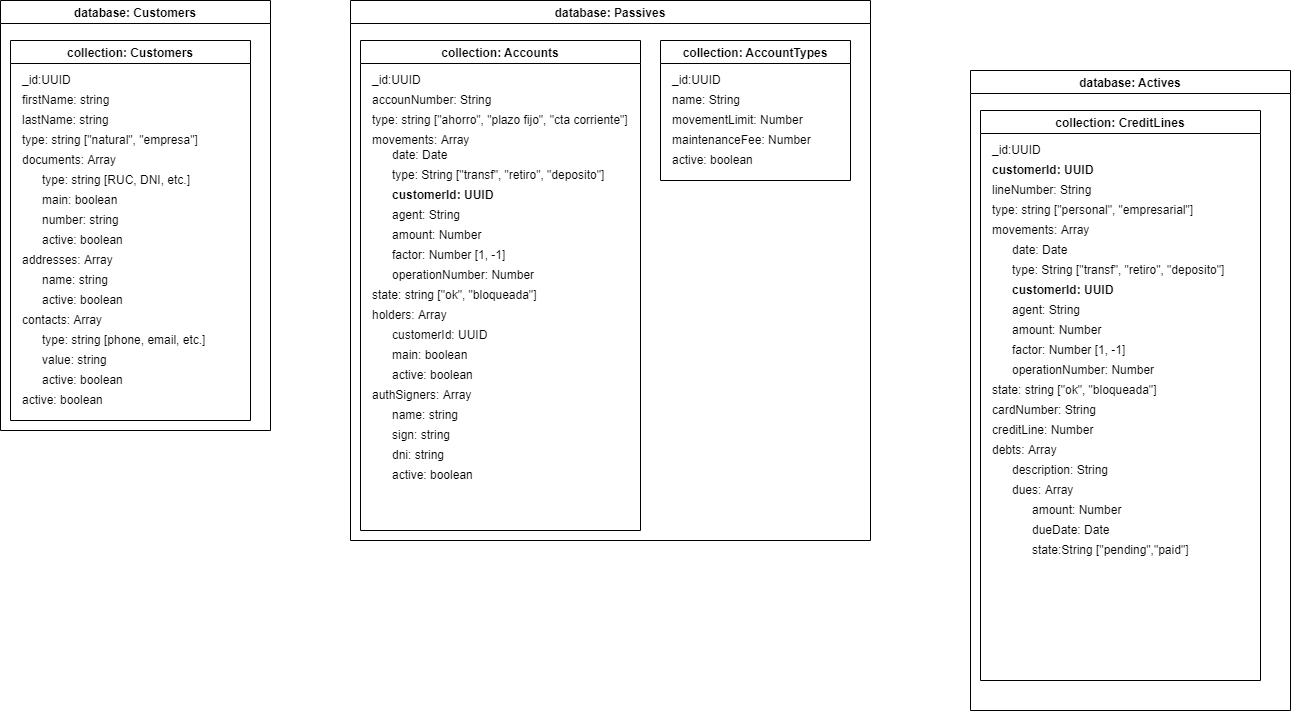 database: Customers
collection: Customers
_id:UUID
firstName: string
lastName: string
type: string ["natural", "empresa"]
documents: Array
type: string [RUC, DNI, etc.]
main: boolean
number: string
active: boolean
addresses: Array
name: string
active: boolean
contacts: Array
type: string [phone, email, etc.]
value: string
active: boolean
active: boolean
database: Passives
collection: Accounts
_id:UUID
accounNumber: String
type: string ["ahorro", "plazo fijo", "cta corriente"]
movements: Array
date: Date
type: String ["transf", "retiro", "deposito"]
customerId: UUID
agent: String
amount: Number
factor: Number [1, -1]
operationNumber: Number
state: string ["ok", "bloqueada"]
holders: Array
customerId: UUID
main: boolean
active: boolean
authSigners: Array
name: string
sign: string
dni: string
active: boolean
collection: AccountTypes
_id:UUID
name: String
movementLimit: Number
maintenanceFee: Number
active: boolean
database: Actives
collection: CreditLines
_id:UUID
customerId: UUID
lineNumber: String
type: string ["personal", "empresarial"]
movements: Array
date: Date
type: String ["transf", "retiro", "deposito"]
customerId: UUID
agent: String
amount: Number
factor: Number [1, -1]
operationNumber: Number
state: string ["ok", "bloqueada"]
cardNumber: String
creditLine: Number
debts: Array
description: String
dues: Array
amount: Number
dueDate: Date
state:String ["pending","paid"]